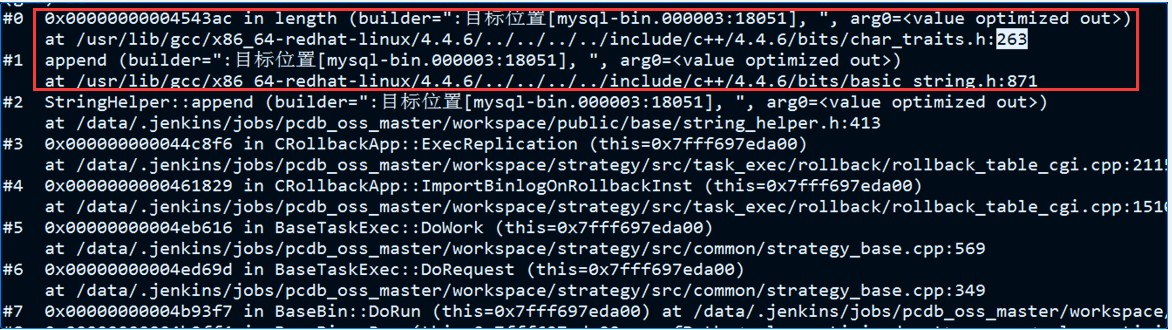 #0 0x00000000004543ac in length (builder=":目标位置[mysql-bin.000003:18051], ", arg0=<value optimized out>)
at /usr/lib/gcc/x86_64-redhat-linux/4.4.6/../../../../include/c++/4.4.6/bits/char_traits.h:263
#1 append (builder=":目标位置[mysql-bin.000003:18051], ", arg0=<value optimized out>)
at /usr/lib/gcc/x86_64-redhat-linux/4.4.6/../../../../include/c++/4.4.6/bits/basic_string.h:871
#2 StringHelper::append (builder=":目标位置[mysql-bin.000003:18051], ", arg0=<value optimized out>)
at /data/.jenkins/jobs/pcdb_oss_master/workspace/public/base/string_helper.h:413
#3 0x000000000044c8f6 in CRollbackApp::ExecReplication (this=0x7fff697eda00)
at /data/.jenkins/jobs/pcdb_oss_master/workspace/strategy/src/task_exec/rollback/rollback_table_cgi.cpp:2115
#4 0x0000000000461829 in CRollbackApp::ImportBinlogOnRollbackInst (this=0x7fff697eda00)
at /data/.jenkins/jobs/pcdb_oss_master/workspace/strategy/src/task_exec/rollback/rollback_table_cgi.cpp:1510
#5 0x00000000004eb616 in BaseTaskExec::DoWork (this=0x7fff697eda00)
at /data/.jenkins/jobs/pcdb_oss_master/workspace/strategy/src/common/strategy_base.cpp:569
#6 0x00000000004ed69d in BaseTaskExec::DoRequest (this=0x7fff697eda00)
at /data/.jenkins/jobs/pcdb_oss_master/workspace/strategy/src/common/strategy_base.cpp:349
#7 0x00000000004b93f7 in BaseBin::DoRun (this=0x7fff697eda00) at /data/.jenkins/jobs/pcdb_oss_master/workspace/